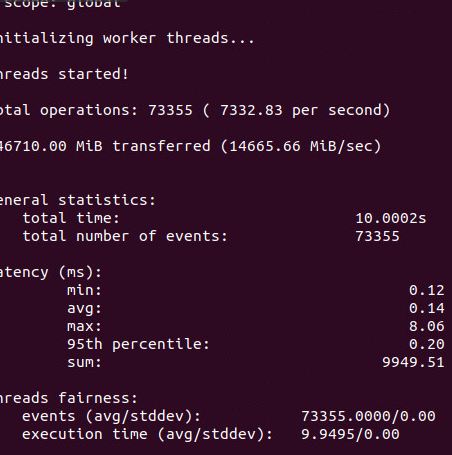 scope: global
nitializing worker threads...
hreads started!
otal operations: 73355 ( 7332.83 per second)
46710.00 MiB transferred (14665.66 MiB/sec)
eneral statistics:
total time: 10.0002s
total number of events: 73355
atency (ms):
min: 0.12
avg: 0.14
max: 8.06
95th percentile: 0.20
sum: 9949.51
hreads fairness:
events (avg/stddev): 73355.0000/0.00
execution time (avg/stddev): 9.9495/0.00